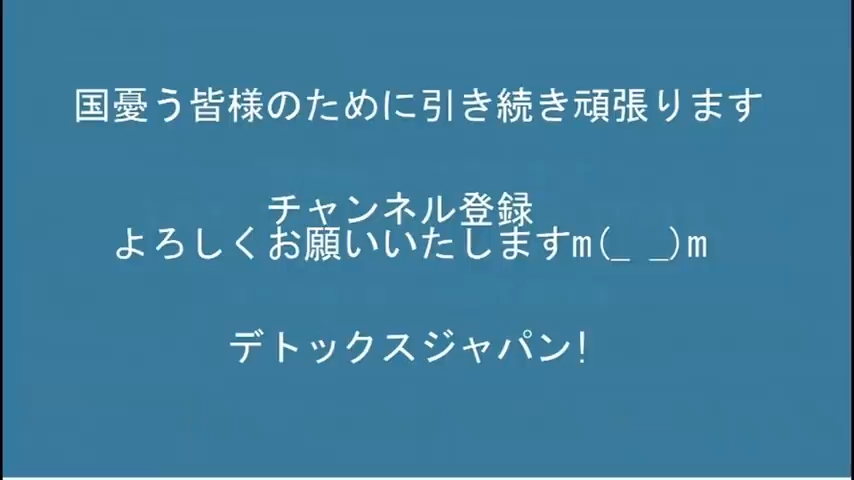 国憂う皆様のために引き続き頑張ります
チャンネル登録
よろしくお願いいたしますm(_ _)m
デトックスジャパン!